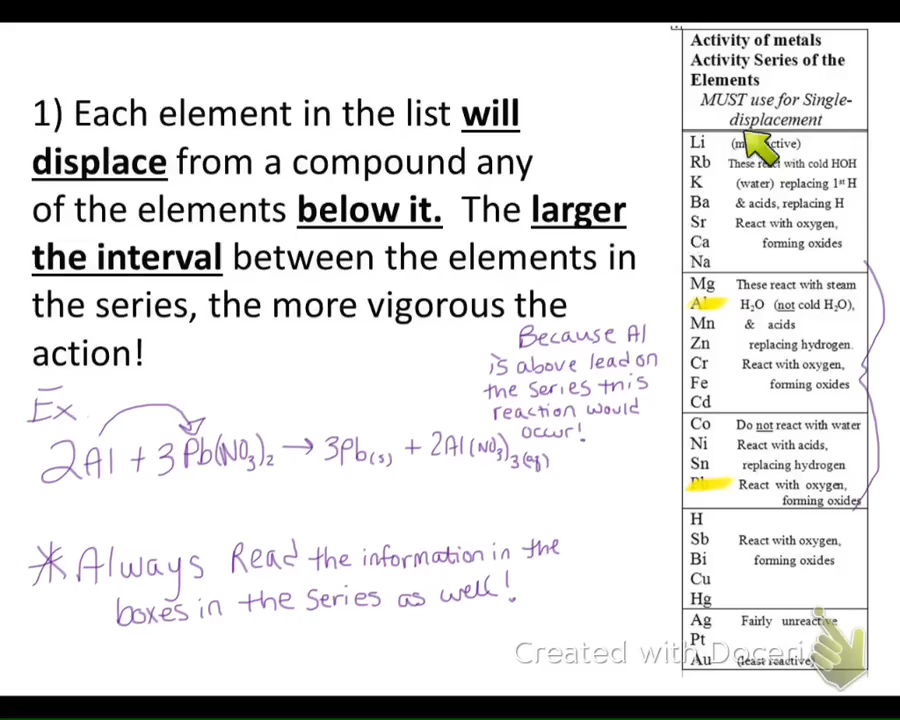 1) Each element in the list will
displace from a compound any
of the elements below it. The larger
the interval between the elements in
the series, the more vigorous the
action!
Because Al
is above lead on
the series this
reaction would
occur!
Ex
2Al + 3Pb(NO3)2 → 3Pb(s) + 2Al(NO3)3(aq)
* Always Read the information in the
boxes in the series as well!
Activity of metals
Activity Series of the
Elements
MUST use for Single-
displacement
Li
Rb These react with cold HOH
K (water) replacing 1st H
Ba & acids, replacing H
Sr React with oxygen,
Ca forming oxides
Na
Mg These react with steam
H2O (not cold H2O),
Mn & acids
Zn replacing hydrogen.
Cr React with oxygen,
Fe forming oxides
Cd
Co Do not react with water
Ni React with acids,
Sn replacing hydrogen
React with oxygen,
forming oxides
H
Sb React with oxygen,
Bi forming oxides
Cu
Hg
Ag Fairly unreactive
Pt
Au (least reactive)
Created with Doceri